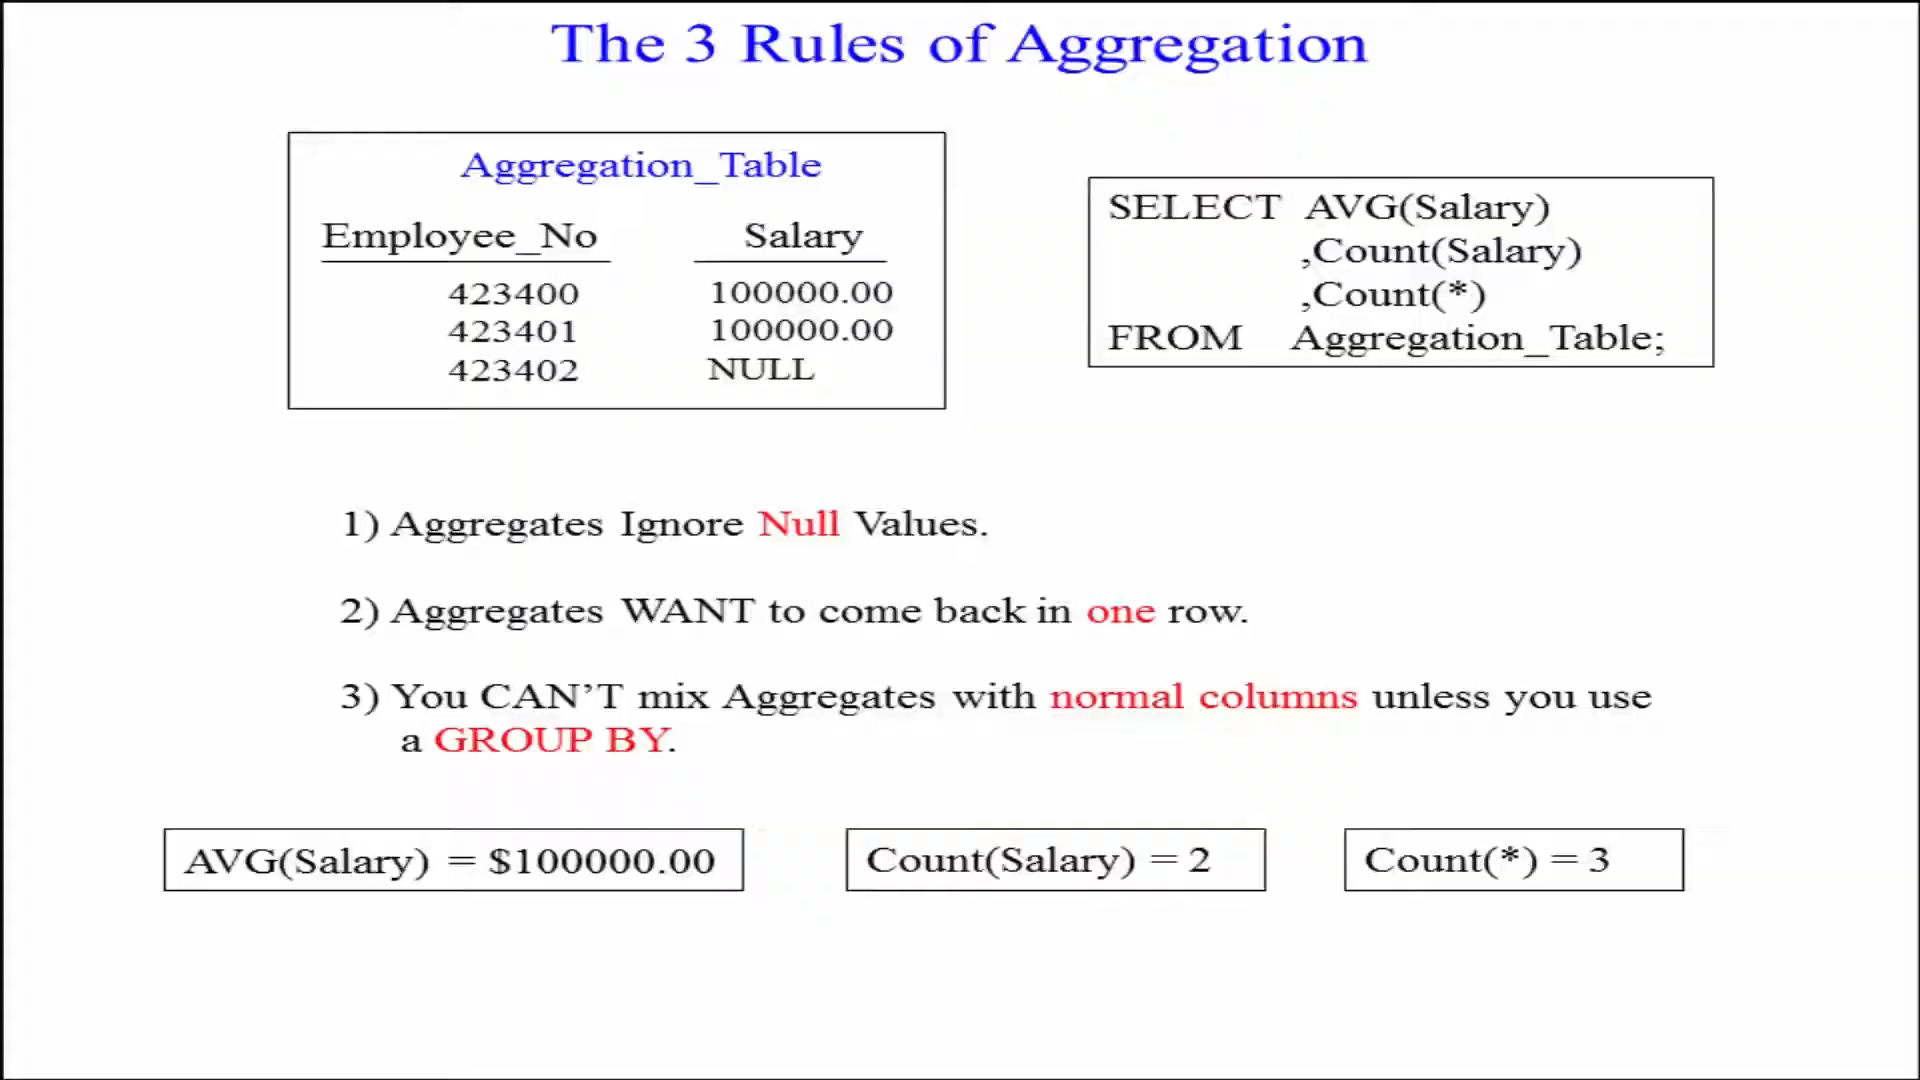 The 3 Rules of Aggregation
Aggregation_Table
Employee_No Salary
423400 100000.00
423401 100000.00
423402 NULL
SELECT AVG(Salary)
,Count(Salary)
,Count(*)
FROM Aggregation_Table;
1) Aggregates Ignore Null Values.
2) Aggregates WANT to come back in one row.
3) You CAN’T mix Aggregates with normal columns unless you use
a GROUP BY.
AVG(Salary) = $100000.00
Count(Salary) = 2
Count(*) = 3